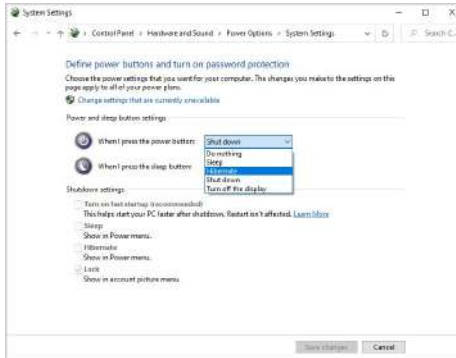 System Settings
Control Panel > Hardware and Sound > Power Options > System Settings
Search C
Define power buttons and turn on password protection
Choose the power settings that you want for your computer. The changes you make to the settings on this
page apply to all of your power plans.
Change settings that are currently unavailable
Power and sleep button settings
When I press the power button: Shut down
Do nothing
Sleep
Hibernate
Shut down
Turn off the display
When I press the sleep button:
Shutdown settings
Turn on fast startup (recommended)
This helps start your PC faster after shutdown. Restart isn't affected. Learn More
Sleep
Show in Power menu.
Hibernate
Show in Power menu.
Lock
Show in account picture menu.
Save changes Cancel